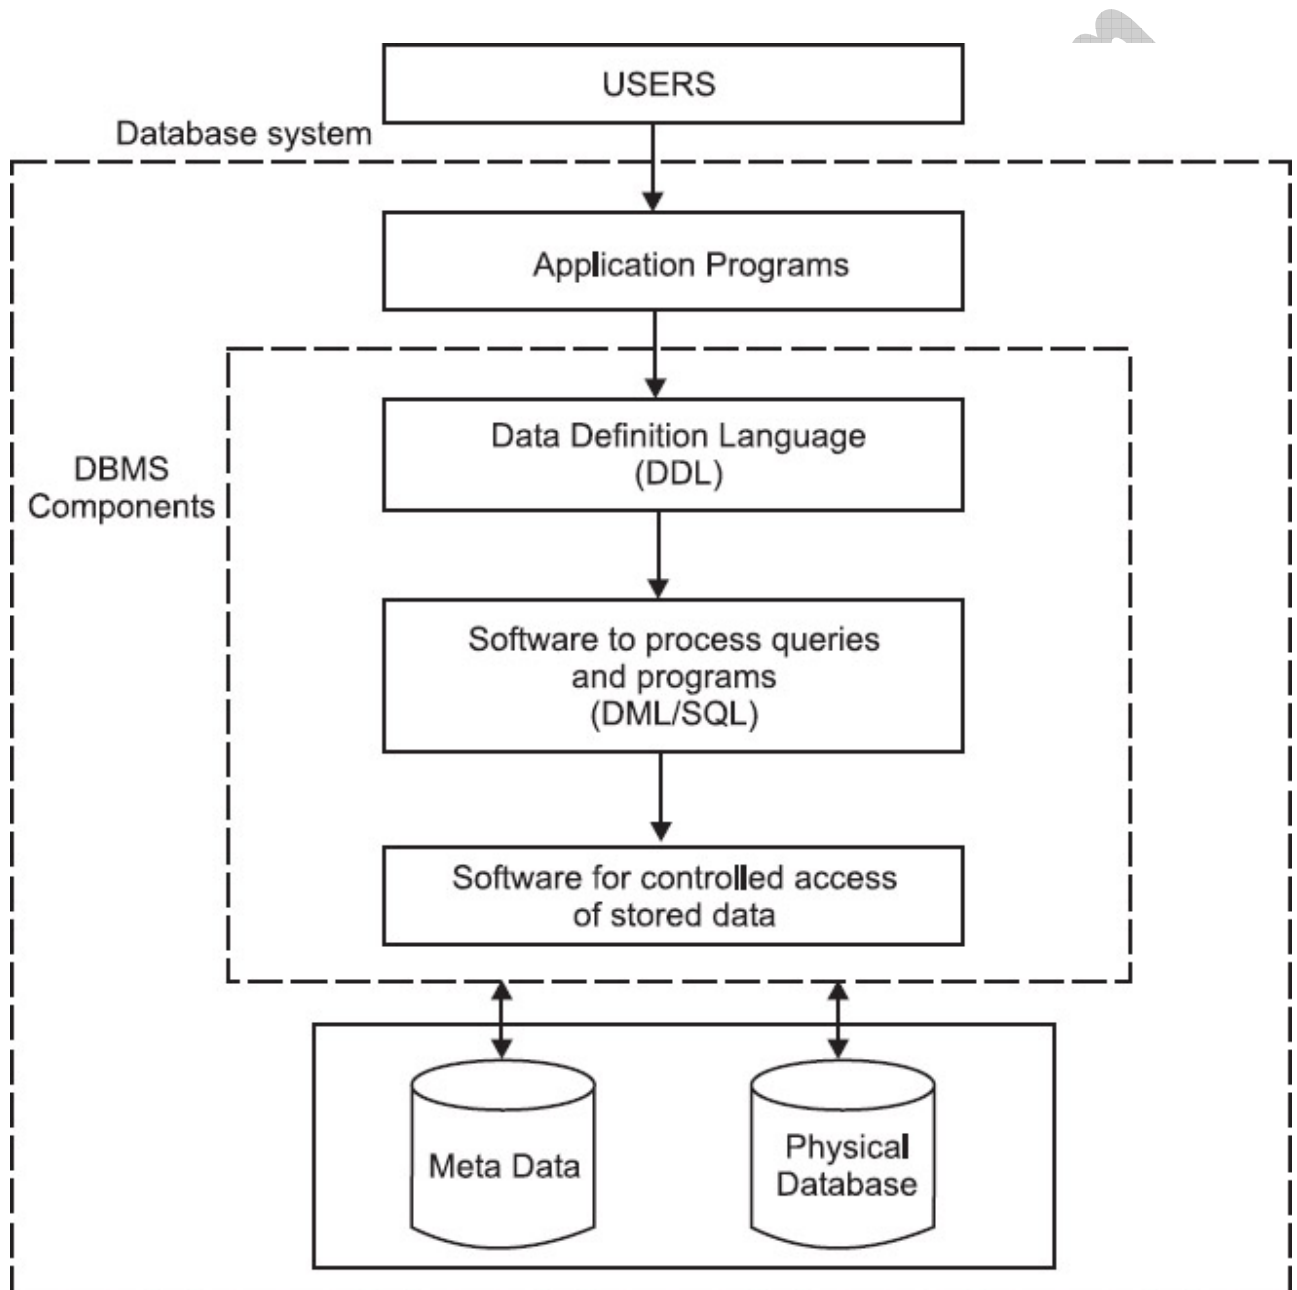 USERS
Database system
Application Programs
Data Definition Language
(DDL)
DBMS
Components
Software to process queries
and programs
(DML/SQL)
Software for controlled access
of stored data
Meta Data
Physical
Database